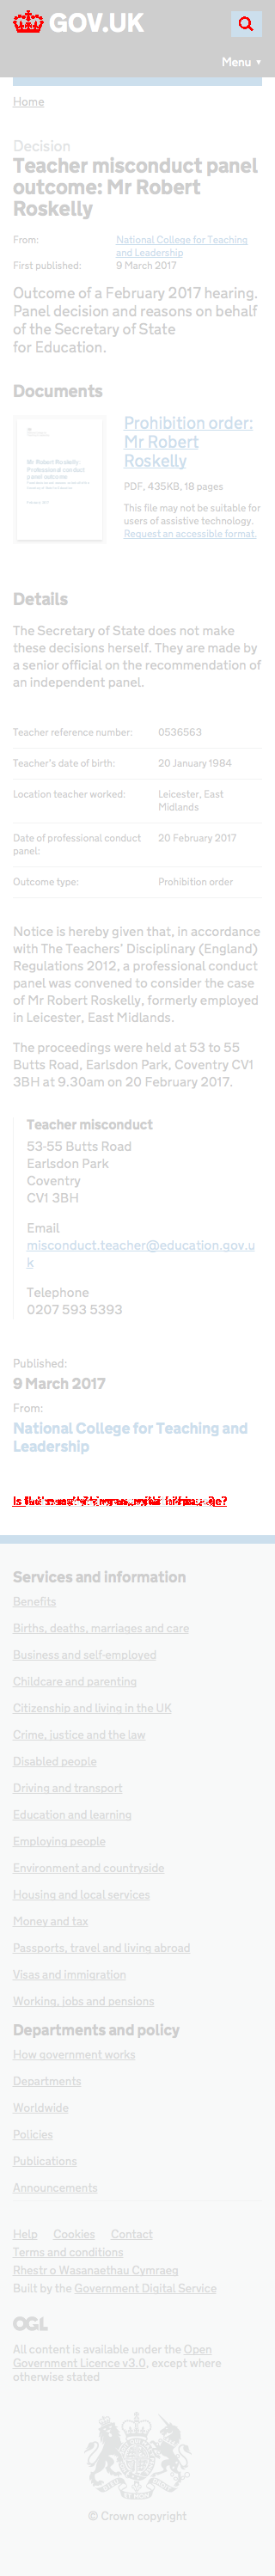 GOV.UK
Menu ▼
Home
Decision
Teacher misconduct panel
outcome: Mr Robert
Roskelly
From: National College for Teaching
and Leadership
First published: 9 March 2017
Outcome of a February 2017 hearing.
Panel decision and reasons on behalf
of the Secretary of State
for Education.
Documents
Mr Robert Roskelly:
Professional conduct
panel outcome
Prohibition order:
Mr Robert
Roskelly
PDF, 435KB, 18 pages
This file may not be suitable for
users of assistive technology.
Request an accessible format.
Details
The Secretary of State does not make
these decisions herself. They are made by
a senior official on the recommendation of
an independent panel.
Teacher reference number: 0536563
Teacher's date of birth: 20 January 1984
Location teacher worked: Leicester, East
Midlands
Date of professional conduct 20 February 2017
panel:
Outcome type: Prohibition order
Notice is hereby given that, in accordance
with The Teachers' Disciplinary (England)
Regulations 2012, a professional conduct
panel was convened to consider the case
of Mr Robert Roskelly, formerly employed
in Leicester, East Midlands.
The proceedings were held at 53 to 55
Butts Road, Earlsdon Park, Coventry CV1
3BH at 9.30am on 20 February 2017.
Teacher misconduct
53-55 Butts Road
Earlsdon Park
Coventry
CV1 3BH
Email
misconduct.teacher@education.gov.u
k
Telephone
0207 593 5393
Published:
9 March 2017
From:
National College for Teaching and
Leadership
Services and information
Benefits
Births, deaths, marriages and care
Business and self-employed
Childcare and parenting
Citizenship and living in the UK
Crime, justice and the law
Disabled people
Driving and transport
Education and learning
Employing people
Environment and countryside
Housing and local services
Money and tax
Passports, travel and living abroad
Visas and immigration
Working, jobs and pensions
Departments and policy
How government works
Departments
Worldwide
Policies
Publications
Announcements
Help Cookies Contact
Terms and conditions
Rhestr o Wasanaethau Cymraeg
Built by the Government Digital Service
OGL
All content is available under the Open
Government Licence v3.0, except where
otherwise stated
© Crown copyright